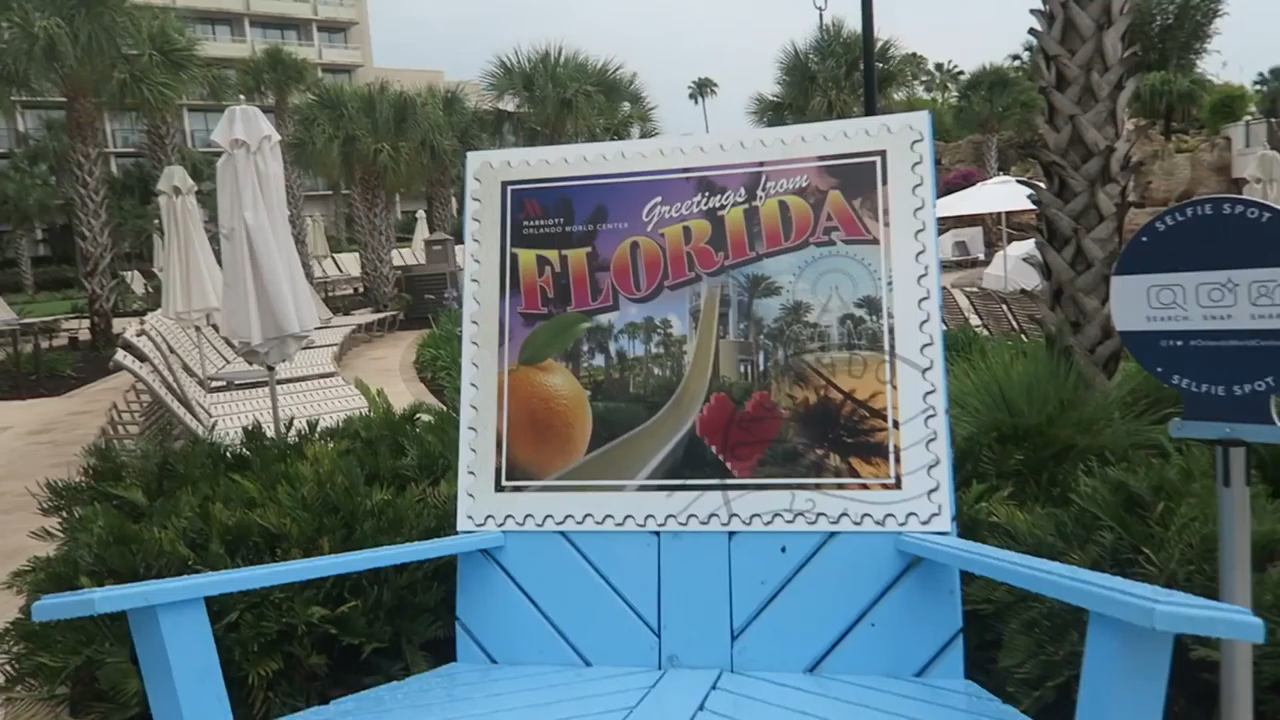 Greetings from
FLORIDA
MARRIOTT
ORLANDO WORLD CENTER
SELFIE SPOT
SEARCH. SNAP.
SELFIE SPOT